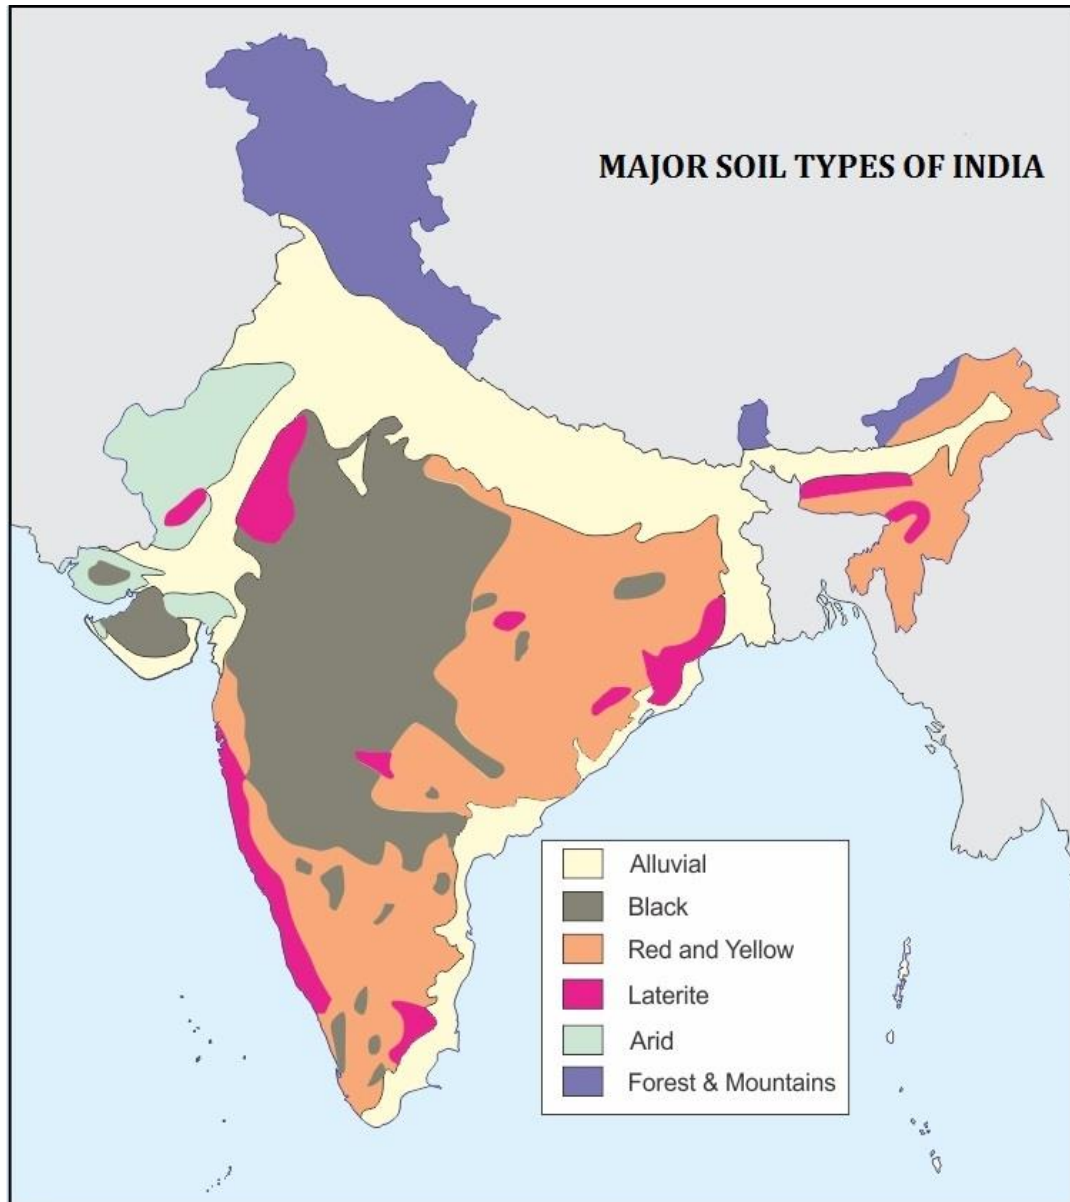 MAJOR SOIL TYPES OF INDIA
Alluvial
Black
Red and Yellow
Laterite
Arid
Forest & Mountains